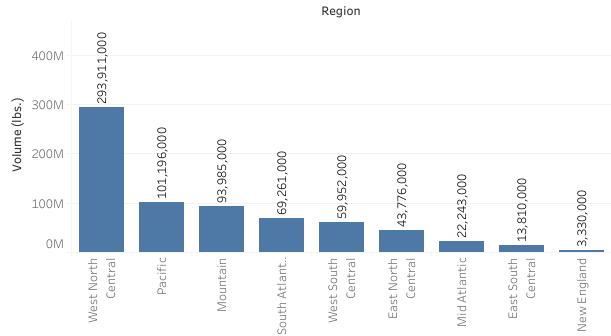 Region
Volume (lbs.)
400M
300M
200M
100M
0M
293,911,000
101,196,000
93,985,000
69,261,000
59,952,000
43,776,000
22,243,000
13,810,000
3,330,000
West North
Central
Pacific
Mountain
South Atlant..
West South
Central
East North
Central
Mid Atlantic
East South
Central
New England